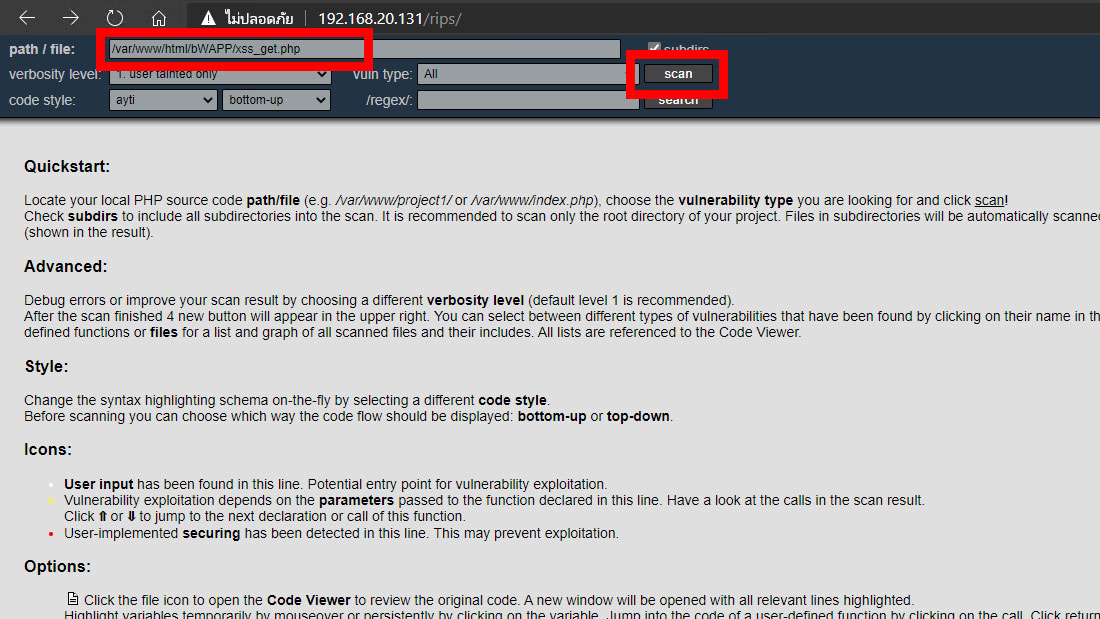 ไม่ปลอดภัย | 192.168.20.131/rips/
path / file: /var/www/html/bWAPP/xss_get.php subdirs
verbosity level: 1. user tainted only vuln type: All scan
code style: ayti bottom-up /regex/: search
Quickstart:
Locate your local PHP source code path/file (e.g. /var/www/project1/ or /var/www/index.php), choose the vulnerability type you are looking for and click scan!
Check subdirs to include all subdirectories into the scan. It is recommended to scan only the root directory of your project. Files in subdirectories will be automatically scanned
(shown in the result).
Advanced:
Debug errors or improve your scan result by choosing a different verbosity level (default level 1 is recommended).
After the scan finished 4 new button will appear in the upper right. You can select between different types of vulnerabilities that have been found by clicking on their name in th
defined functions or files for a list and graph of all scanned files and their includes. All lists are referenced to the Code Viewer.
Style:
Change the syntax highlighting schema on-the-fly by selecting a different code style.
Before scanning you can choose which way the code flow should be displayed: bottom-up or top-down.
Icons:
User input has been found in this line. Potential entry point for vulnerability exploitation.
Vulnerability exploitation depends on the parameters passed to the function declared in this line. Have a look at the calls in the scan result.
Click ⇑ or ⇓ to jump to the next declaration or call of this function.
User-implemented securing has been detected in this line. This may prevent exploitation.
Options:
Click the file icon to open the Code Viewer to review the original code. A new window will be opened with all relevant lines highlighted.
Highlight variables temporarily by mouseover or persistently by clicking on the variable. Jump into the code of a user-defined function by clicking on the call. Click return